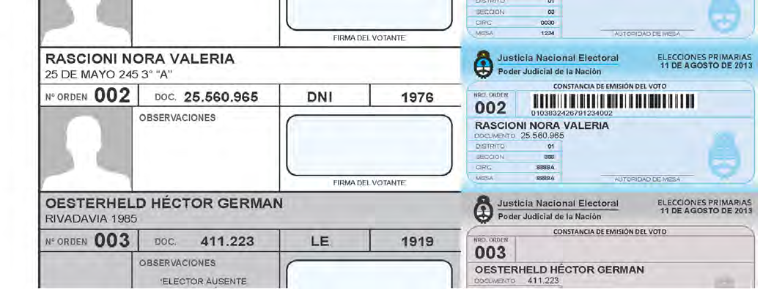 DISTRITO 01
SECCION 02
CIRC. 0030
MESA 1234 AUTORIDAD DE MESA
FIRMA DEL VOTANTE
RASCIONI NORA VALERIA
25 DE MAYO 245 3° "A"
Nº ORDEN 002 DOC. 25.560.965 DNI 1976
OBSERVACIONES
FIRMA DEL VOTANTE
Justicia Nacional Electoral
Poder Judicial de la Nación
ELECCIONES PRIMARIAS
11 DE AGOSTO DE 2013
CONSTANCIA DE EMISIÓN DEL VOTO
NRO. ORDEN
002
0103832426791234002
RASCIONI NORA VALERIA
DOCUMENTO 25.560.965
DISTRITO 01
SECCION
CIRC.
MESA AUTORIDAD DE MESA
OESTERHELD HÉCTOR GERMAN
RIVADAVIA 1965
Nº ORDEN 003 DOC. 411.223 LE 1919
OBSERVACIONES
*ELECTOR AUSENTE
Justicia Nacional Electoral
Poder Judicial de la Nación
ELECCIONES PRIMARIAS
11 DE AGOSTO DE 2013
CONSTANCIA DE EMISIÓN DEL VOTO
NRO. ORDEN
003
OESTERHELD HÉCTOR GERMAN
DOCUMENTO 411.223